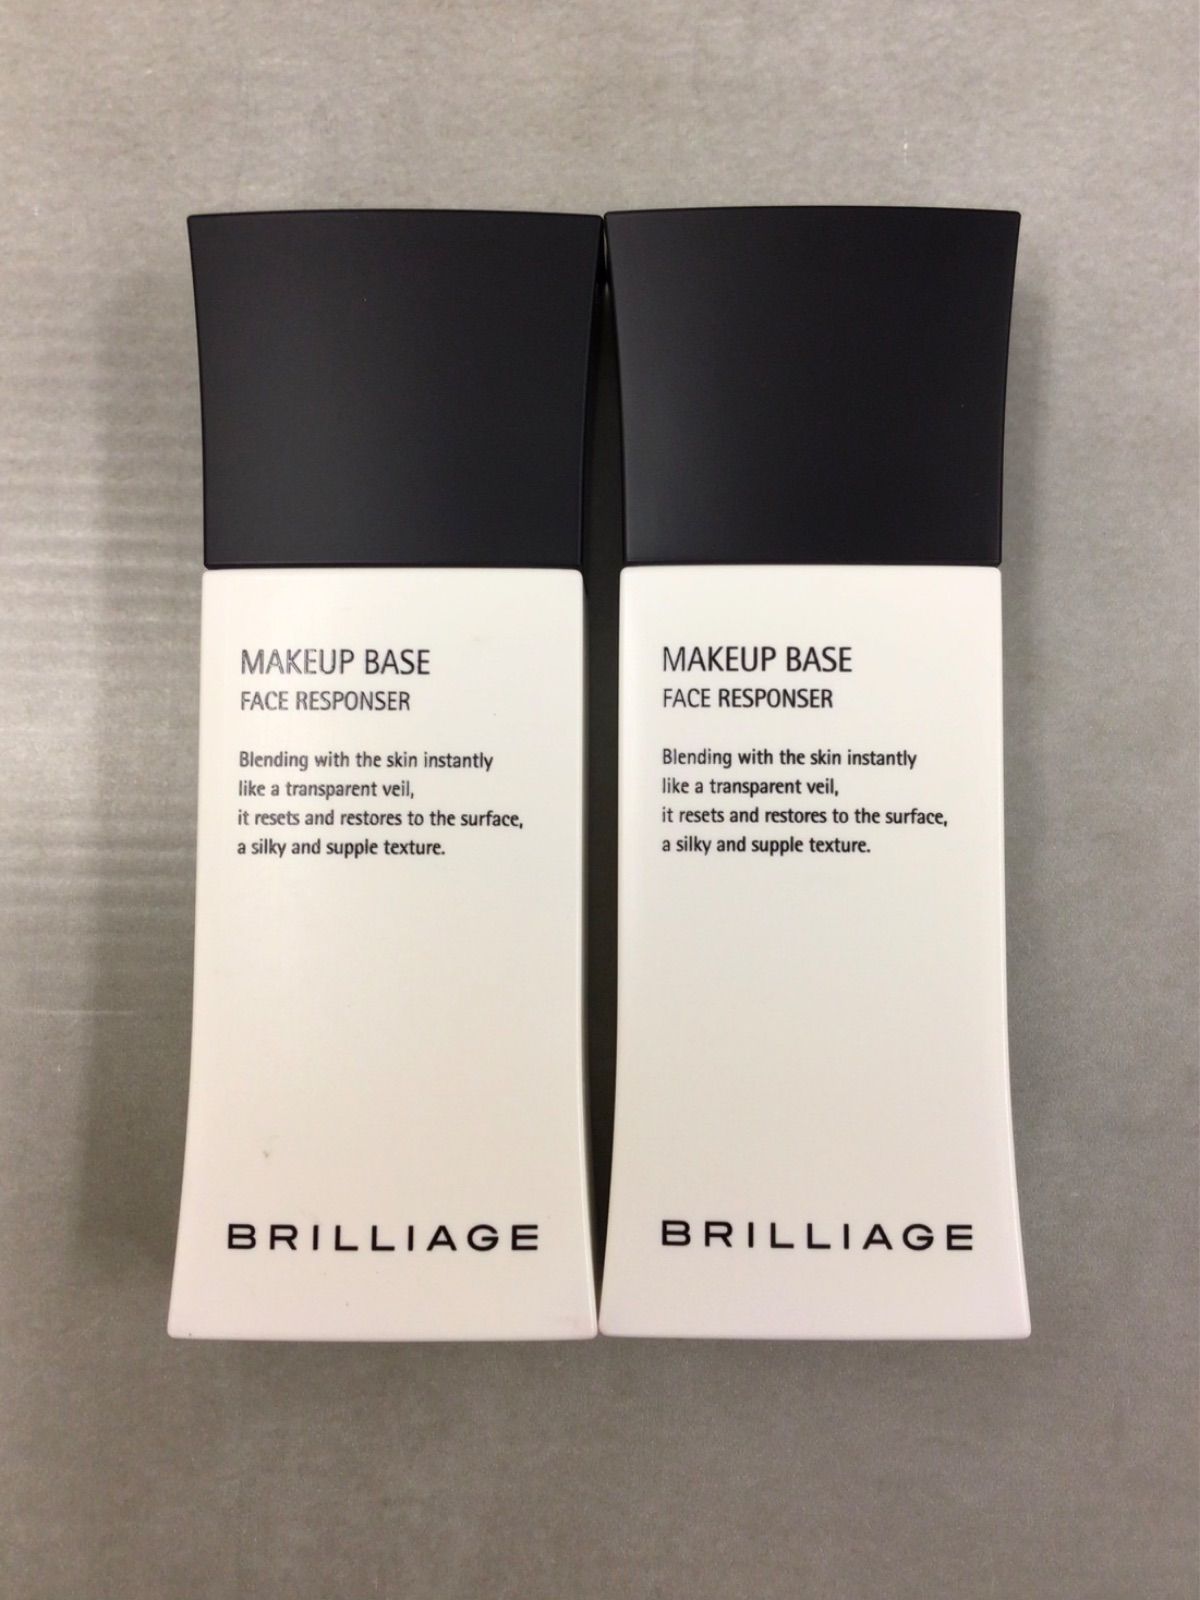 MAKEUP BASE
FACE RESPONSER
Blending with the skin instantly
like a transparent veil,
it resets and restores to the surface,
a silky and supple texture.
BRILLIAGE
MAKEUP BASE
FACE RESPONSER
Blending with the skin instantly
like a transparent veil,
it resets and restores to the surface,
a silky and supple texture.
BRILLIAGE